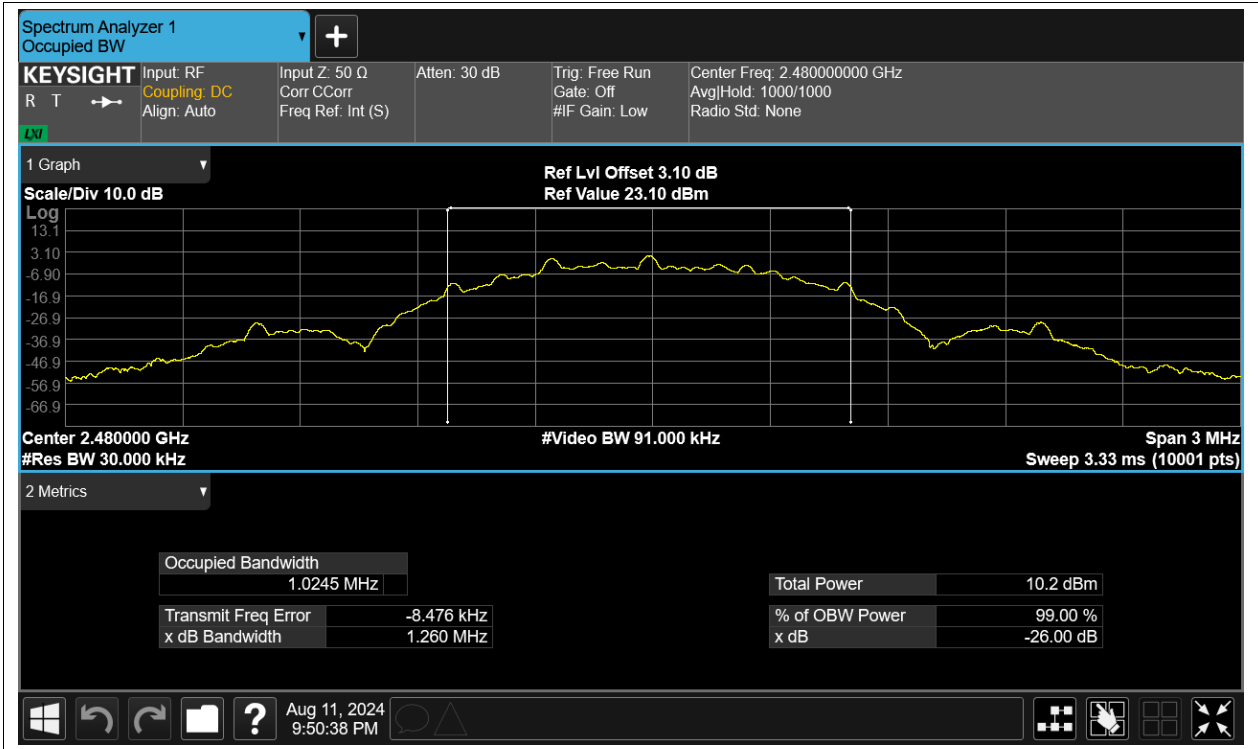 Spectrum Analyzer 1
Occupied BW
KEYSIGHT Input: RF Input Z: 50 Ω Atten: 30 dB Trig: Free Run Center Freq: 2.480000000 GHz
R T Coupling: DC Corr CCorr Gate: Off Avg|Hold: 1000/1000
Align: Auto Freq Ref: Int (S) #IF Gain: Low Radio Std: None
LXI
1 Graph
Ref Lvl Offset 3.10 dB
Scale/Div 10.0 dB Ref Value 23.10 dBm
Log
13.1
3.10
-6.90
-16.9
-26.9
-36.9
-46.9
-56.9
-66.9
Center 2.480000 GHz #Video BW 91.000 kHz Span 3 MHz
#Res BW 30.000 kHz Sweep 3.33 ms (10001 pts)
2 Metrics
Occupied Bandwidth
1.0245 MHz Total Power 10.2 dBm
Transmit Freq Error -8.476 kHz % of OBW Power 99.00 %
x dB Bandwidth 1.260 MHz x dB -26.00 dB
? Aug 11, 2024
9:50:38 PM